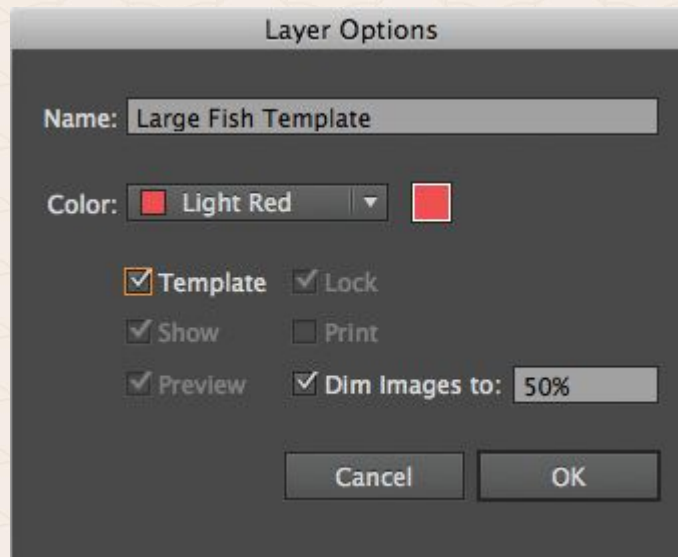 Layer Options
Name: Large Fish Template
Color: Light Red
Template Lock
Show Print
Preview Dim Images to: 50%
Cancel OK